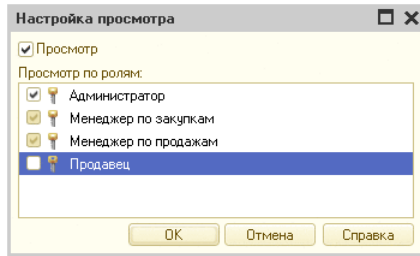 Настройка просмотра
Просмотр
Просмотр по ролям:
Администратор
Менеджер по закупкам
Менеджер по продажам
Продавец
OK Отмена Справка